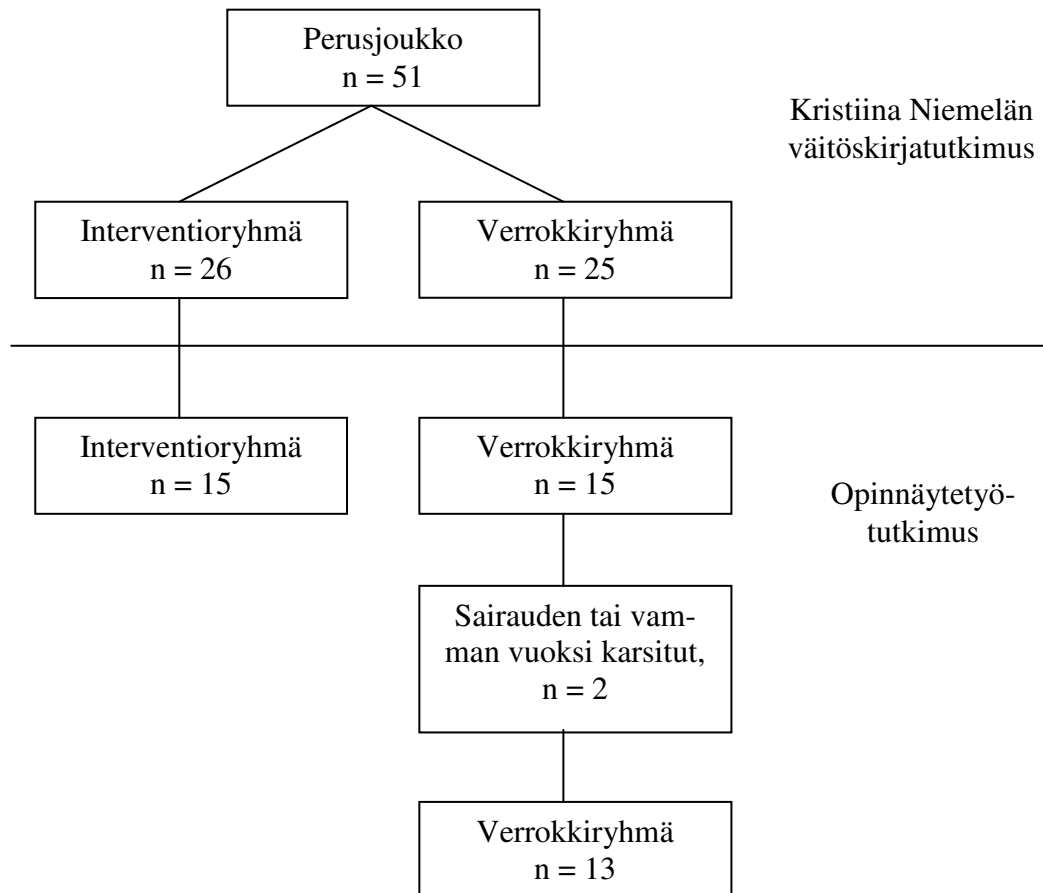 Perusjoukko
n = 51
Kristiina Niemelän
väitöskirjatutkimus
Interventioryhmä
n = 26
Verrokkiryhmä
n = 25
Interventioryhmä
n = 15
Verrokkiryhmä
n = 15
Opinnäytetyö-
tutkimus
Sairauden tai vam-
man vuoksi karsitut,
n = 2
Verrokkiryhmä
n = 13